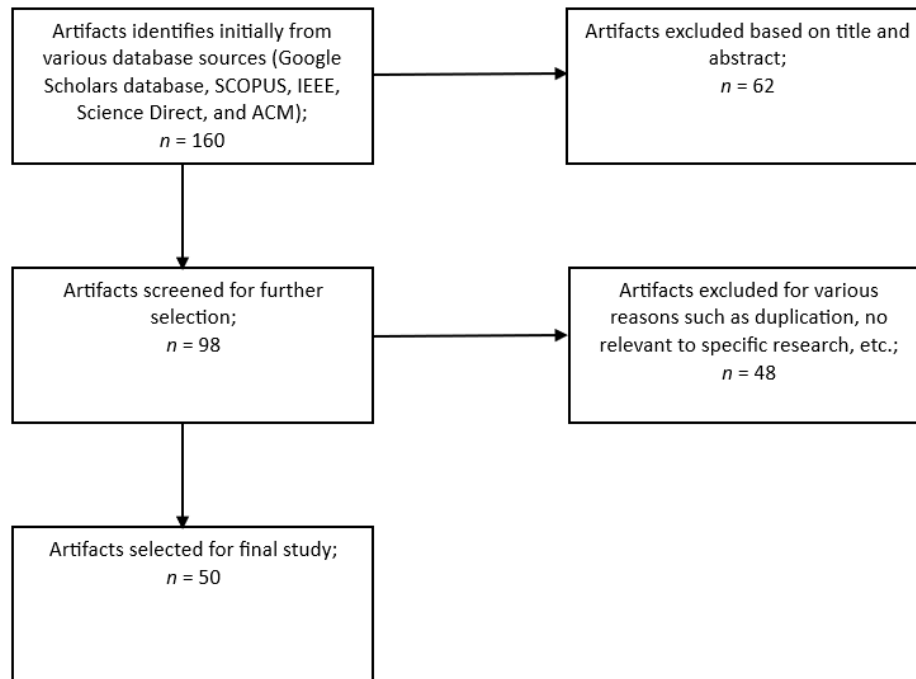 Artifacts identifies initially from
various database sources (Google
Scholars database, SCOPUS, IEEE,
Science Direct, and ACM);
n = 160
Artifacts excluded based on title and
abstract;
n = 62
Artifacts screened for further
selection;
n = 98
Artifacts excluded for various
reasons such as duplication, no
relevant to specific research, etc.;
n = 48
Artifacts selected for final study;
n = 50